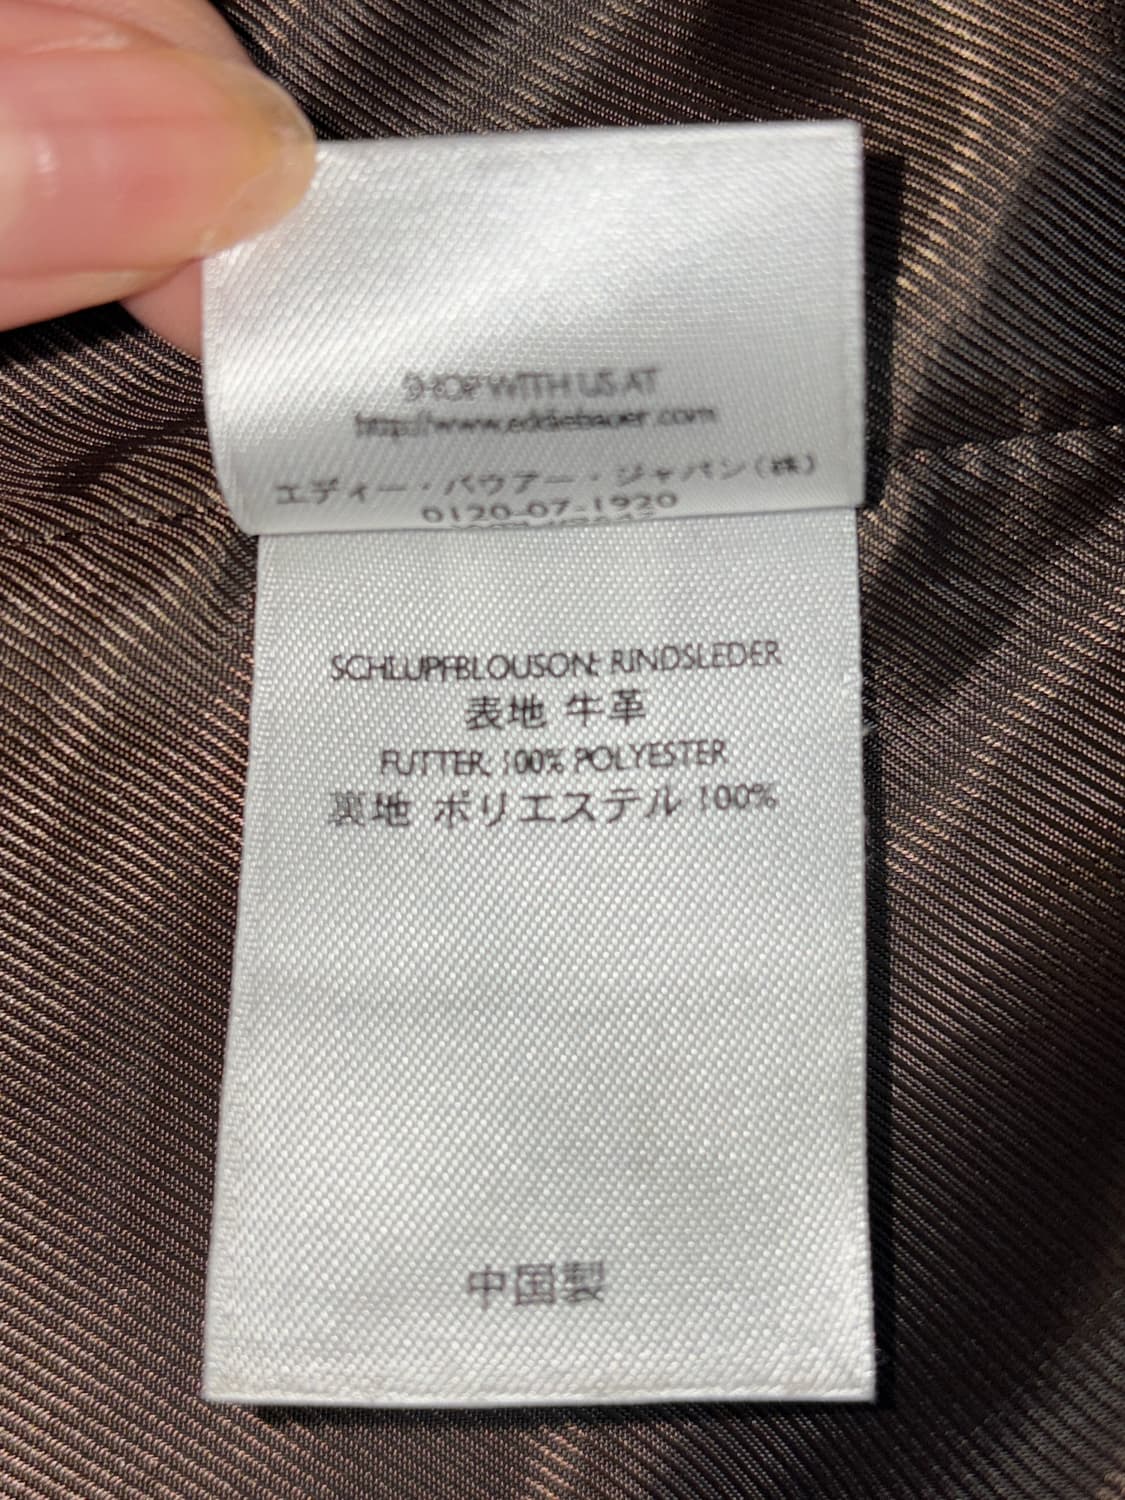 SHOP WITH US AT
http://www.eddiebauer.com
エディー・バウアー・ジャパン(株)
0120-07-1920
SCHLUPFBLOUSON: RINDSLEDER
表地 牛革
FUTTER: 100% POLYESTER
裏地 ポリエステル 100%
中国製